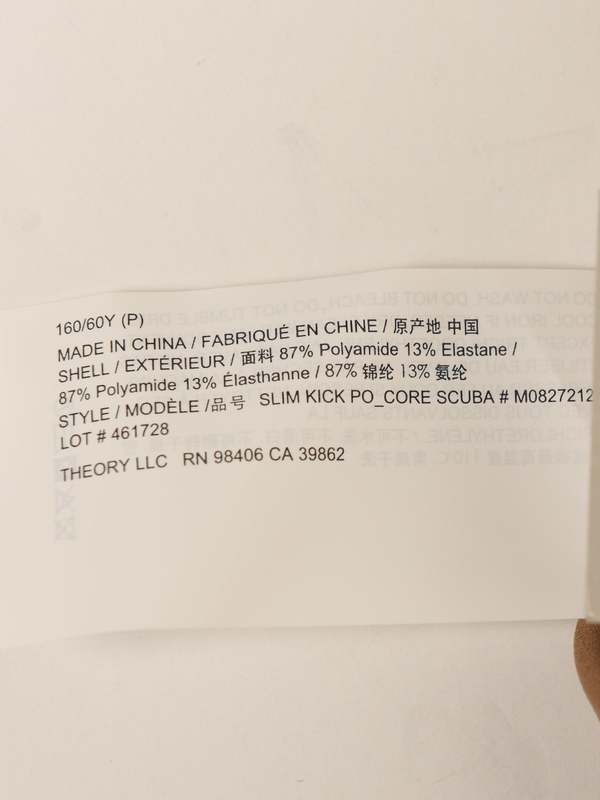 160/60Y (P)
MADE IN CHINA / FABRIQUÉ EN CHINE / 原产地 中国
SHELL / EXTÉRIEUR / 面料 87% Polyamide 13% Elastane /
87% Polyamide 13% Élasthanne / 87% 锦纶 13% 氨纶
STYLE / MODÈLE /品号 SLIM KICK PO_CORE SCUBA # M0827212
LOT # 461728
THEORY LLC RN 98406 CA 39862